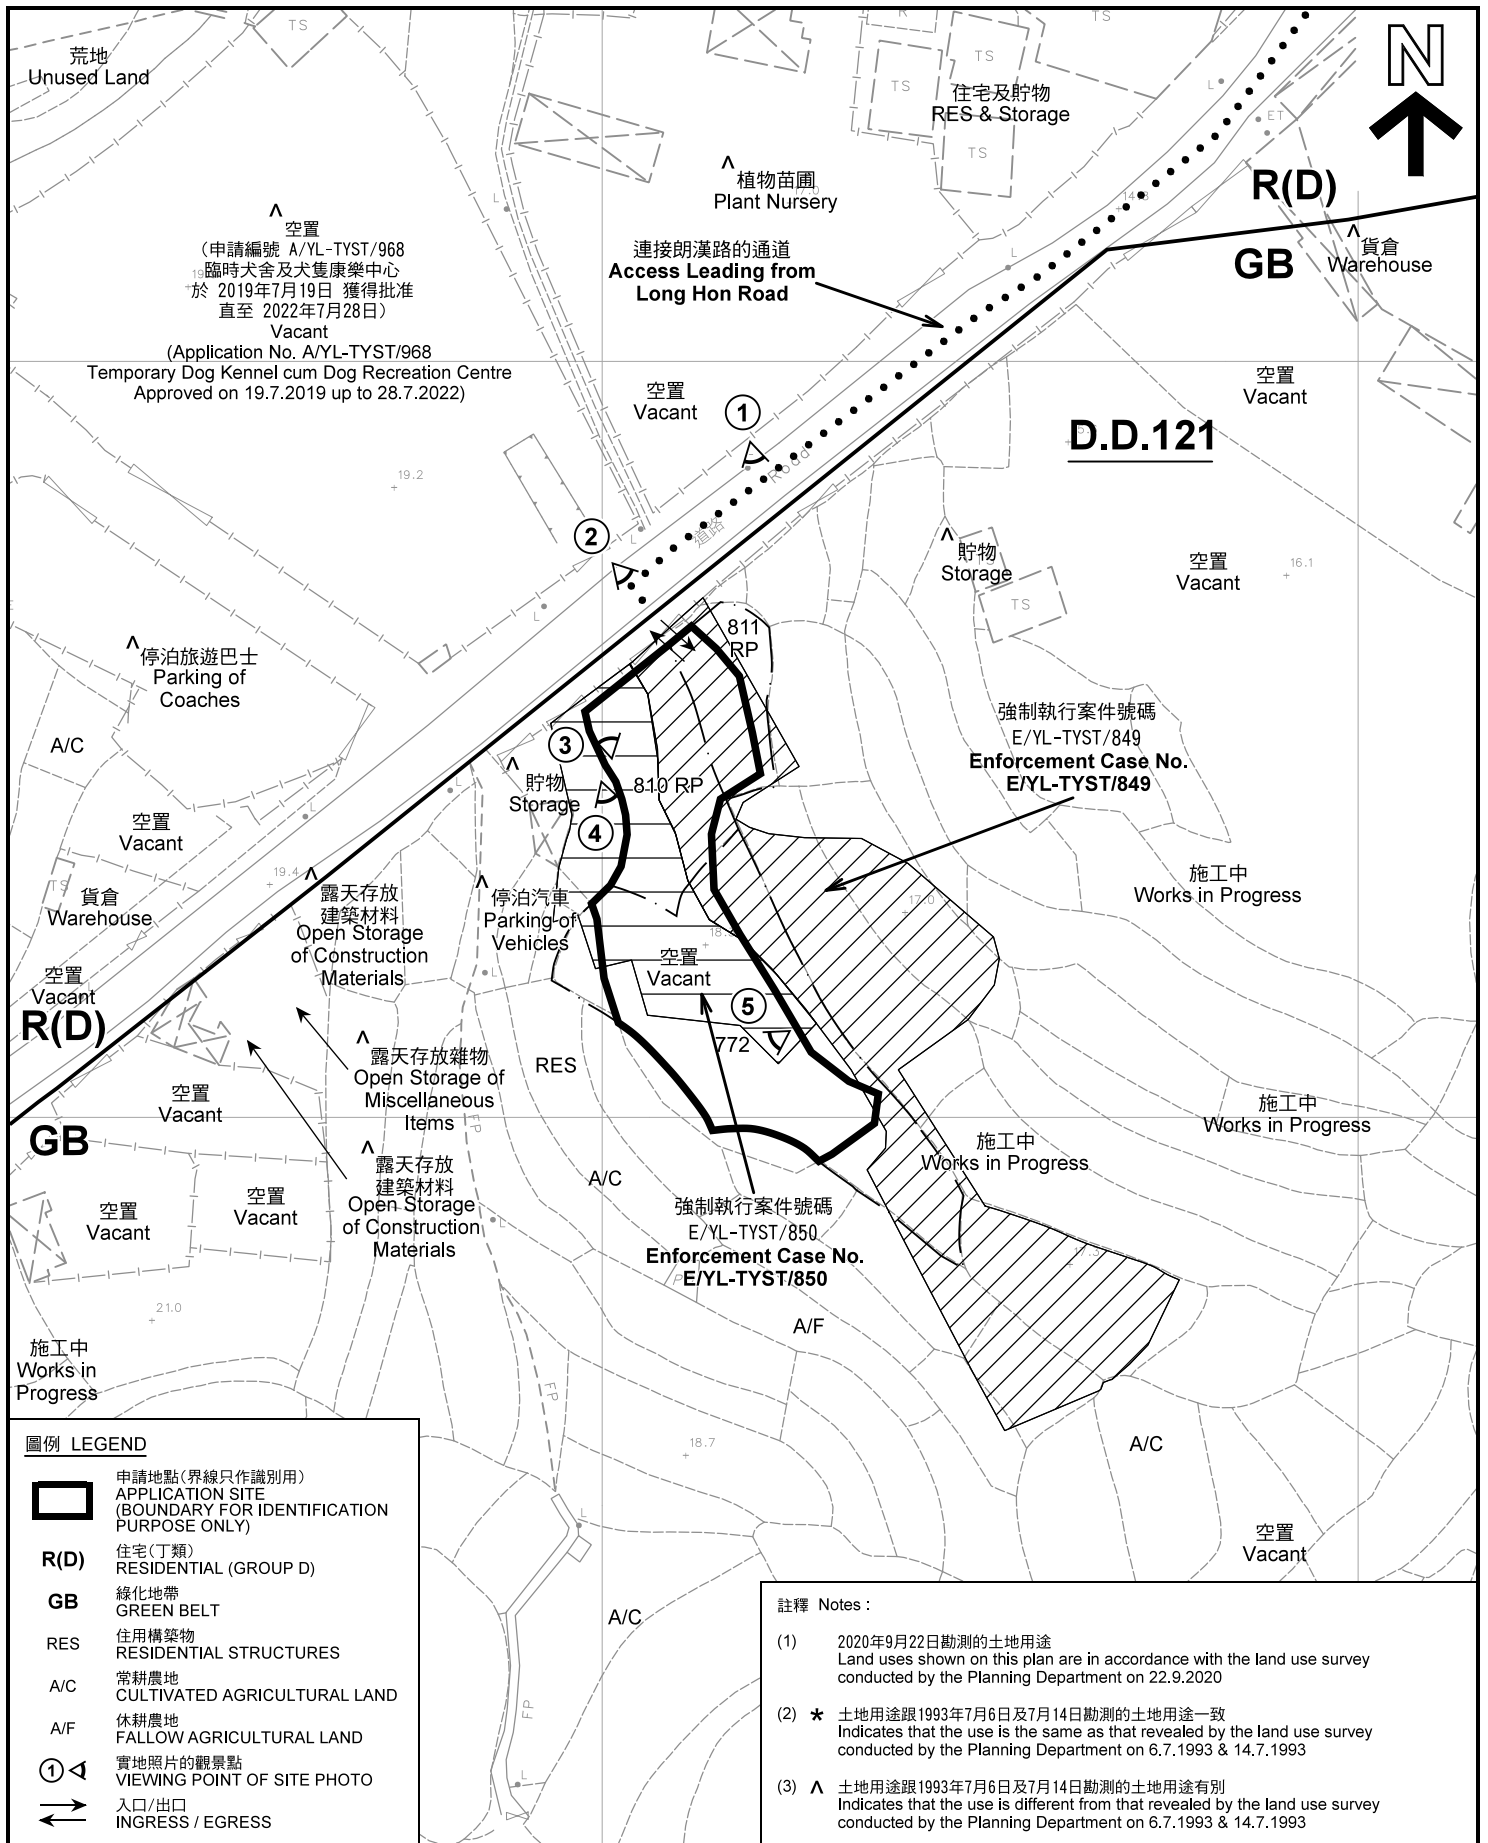 荒地
Unused Land
TS
R
TS
TS
住宅及貯物
RES & Storage
TS
L
ET
N
^
植物苗圃
17.0
Plant Nursery
14.8
R(D)
GB
^
貨倉
Warehouse
^
空置
(申請編號 A/YL-TYST/968
臨時犬舍及犬隻康樂中心
於 2019年7月19日 獲得批准
直至 2022年7月28日)
Vacant
(Application No. A/YL-TYST/968
Temporary Dog Kennel cum Dog Recreation Centre
Approved on 19.7.2019 up to 28.7.2022)
L
連接朗漢路的通道
Access Leading from
Long Hon Road
L
空置
Vacant
1
空置
Vacant
D.D.121
19.2
Road
道路
2
L
L
^
貯物
Storage
TS
TS
空置
Vacant
16.1
^
停泊旅遊巴士
Parking of
Coaches
A/C
811
RP
強制執行案件號碼
E/YL-TYST/849
Enforcement Case No.
E/YL-TYST/849
3
^
貯物
Storage
810 RP
4
L
L
空置
Vacant
19.4
TS
貨倉
Warehouse
^
露天存放
建築材料
Open Storage
of Construction
Materials
^
停泊汽車
Parking of
Vehicles
L
17.0
施工中
Works in Progress
空置
Vacant
空置
Vacant
5
772
R(D)
GB
^
露天存放雜物
Open Storage of
Miscellaneous
Items
RES
FP
空置
Vacant
施工中
Works in Progress
施工中
Works in Progress
^
露天存放
建築材料
Open Storage
of Construction
Materials
L
A/C
空置
Vacant
空置
Vacant
強制執行案件號碼
E/YL-TYST/850
Enforcement Case No.
E/YL-TYST/850
17.3
21.0
A/F
施工中
Works in
Progress
FP
18.7
A/C
L
空置
Vacant
A/C
FP
L
圖例 LEGEND
申請地點(界線只作識別用)
APPLICATION SITE
(BOUNDARY FOR IDENTIFICATION
PURPOSE ONLY)
R(D) 住宅(丁類)
RESIDENTIAL (GROUP D)
GB 綠化地帶
GREEN BELT
RES 住用構築物
RESIDENTIAL STRUCTURES
A/C 常耕農地
CULTIVATED AGRICULTURAL LAND
A/F 休耕農地
FALLOW AGRICULTURAL LAND
1 實地照片的觀景點
VIEWING POINT OF SITE PHOTO
入口/出口
INGRESS / EGRESS
註釋 Notes :
(1) 2020年9月22日勘測的土地用途
Land uses shown on this plan are in accordance with the land use survey
conducted by the Planning Department on 22.9.2020
(2) * 土地用途跟1993年7月6日及7月14日勘測的土地用途一致
Indicates that the use is the same as that revealed by the land use survey
conducted by the Planning Department on 6.7.1993 & 14.7.1993
(3) ^ 土地用途跟1993年7月6日及7月14日勘測的土地用途有別
Indicates that the use is different from that revealed by the land use survey
conducted by the Planning Department on 6.7.1993 & 14.7.1993